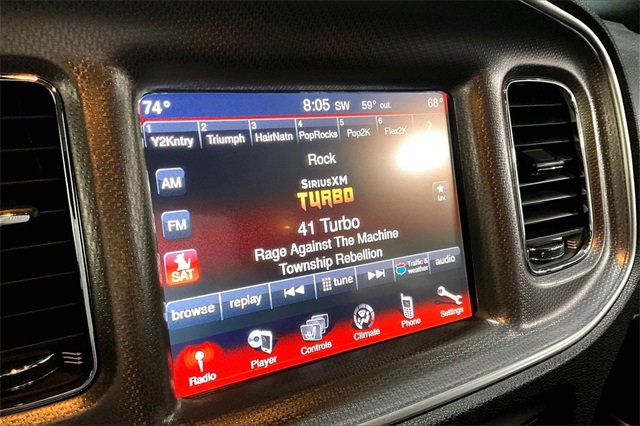 74° 8:05 SW 59° out. 68°
1 Y2Kntry 2 Triumph 3 HairNatn 4 PopRocks 5 Pop2K 6 Flex2K
Rock
AM
SiriusXM
TURBO
fav.
FM
41 Turbo
Rage Against The Machine
Township Rebellion
SAT
browse replay tune Traffic & weather audio
Radio Player Controls Climate Phone Settings